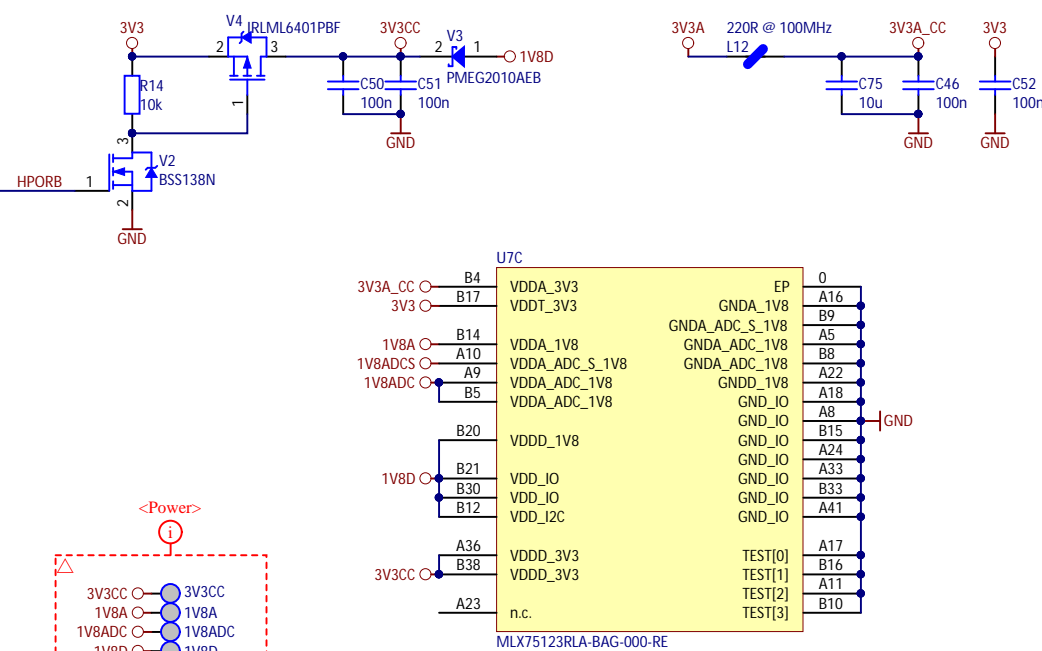 3V3
V4
IRLML6401PBF
2
3
3V3CC
V3
2
1
1V8D
PMEG2010AEB
R14
10k
1
C50
100n
C51
100n
GND
3
V2
BSS138N
HPORB
1
2
GND
3V3A
220R @ 100MHz
L12
3V3A_CC
3V3
C75
10u
C46
100n
C52
100n
GND
GND
U7C
3V3A_CC B4 VDDA_3V3
3V3 B17 VDDT_3V3
1V8A B14 VDDA_1V8
1V8ADCS A10 VDDA_ADC_S_1V8
1V8ADC A9 VDDA_ADC_1V8
B5 VDDA_ADC_1V8
B20 VDDD_1V8
1V8D B21 VDD_IO
B30 VDD_IO
B12 VDD_I2C
A36 VDDD_3V3
3V3CC B38 VDDD_3V3
A23 n.c.
EP 0
GNDA_1V8 A16
GNDA_ADC_S_1V8 B9
GNDA_ADC_1V8 A5
GNDA_ADC_1V8 B8
GNDD_1V8 A22
GND_IO A18
GND_IO A8
GND
GND_IO B15
GND_IO A24
GND_IO A33
GND_IO B33
GND_IO A41
TEST[0] A17
TEST[1] B16
TEST[2] A11
TEST[3] B10
MLX75123RLA-BAG-000-RE
<Power>
i
3V3CC 3V3CC
1V8A 1V8A
1V8ADC 1V8ADC
1V8D 1V8D